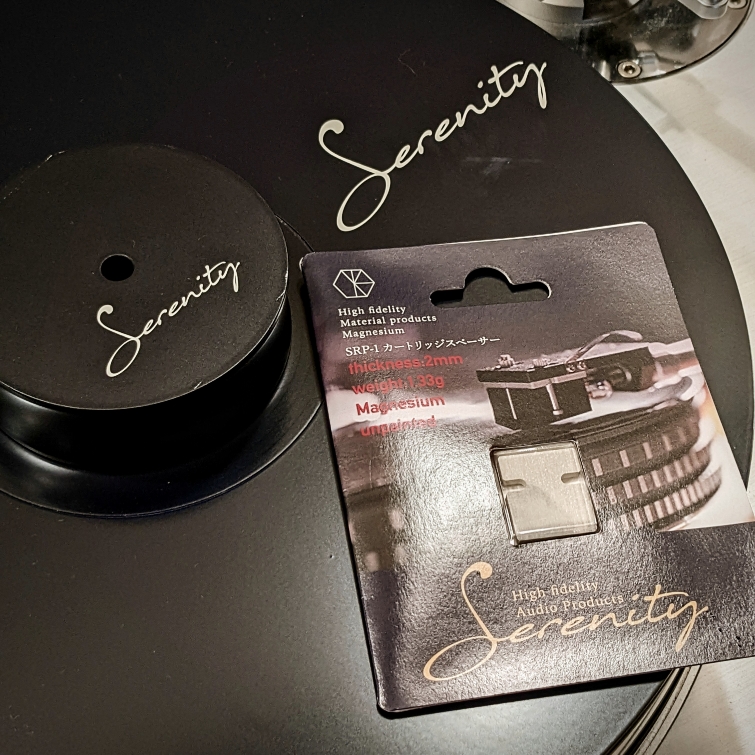 Serenity
Serenity
High fidelity
Material products
Magnesium
SRP-1 カートリッジスペーサー
thickness:2mm
weight:1.33g
Magnesium
unpainted
High fidelity
Audio Products
Serenity